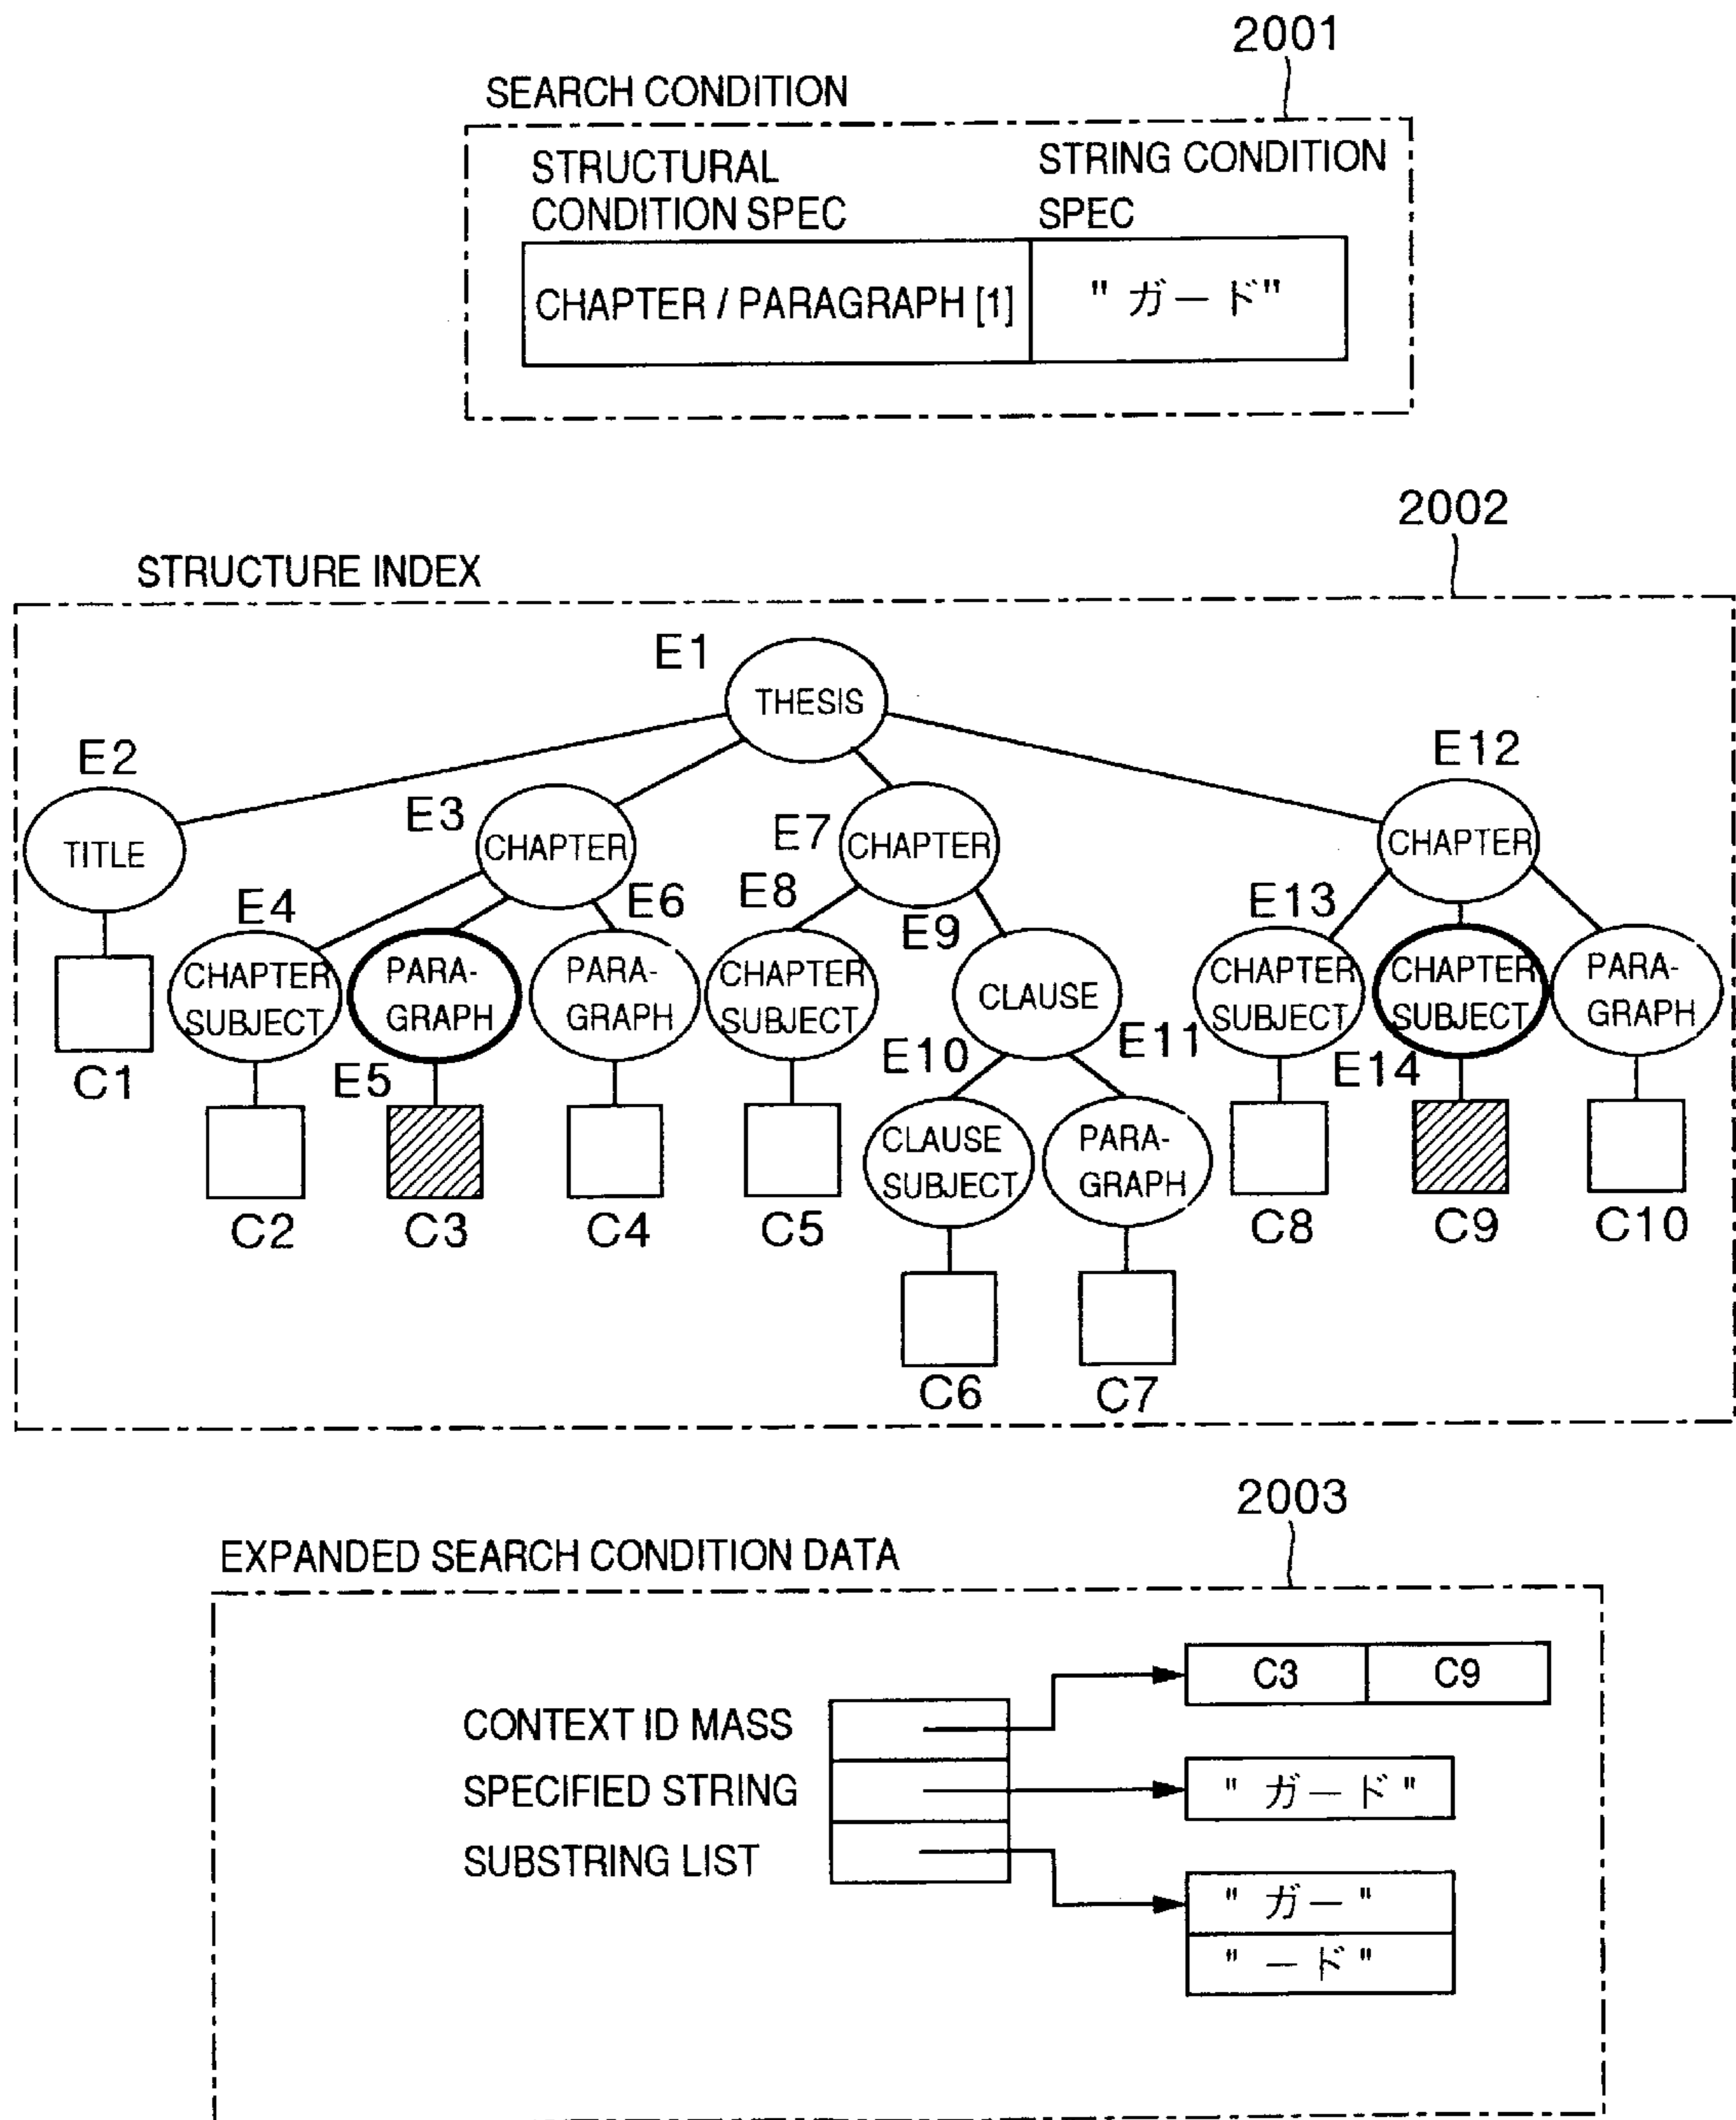 2001
SEARCH CONDITION
STRUCTURAL
CONDITION SPEC
STRING CONDITION
SPEC
CHAPTER / PARAGRAPH [1]
" ガード"
2002
STRUCTURE INDEX
E1
THESIS
E2
TITLE
E3
CHAPTER
E7
CHAPTER
E12
CHAPTER
E4
CHAPTER
SUBJECT
E5
PARA-
GRAPH
E6
PARA-
GRAPH
E8
CHAPTER
SUBJECT
E9
CLAUSE
E13
CHAPTER
SUBJECT
E14
CHAPTER
SUBJECT
PARA-
GRAPH
E10
CLAUSE
SUBJECT
E11
PARA-
GRAPH
C1
C2
C3
C4
C5
C8
C9
C10
C6
C7
2003
EXPANDED SEARCH CONDITION DATA
CONTEXT ID MASS
C3
C9
SPECIFIED STRING
" ガード "
SUBSTRING LIST
" ガー "
" ード "